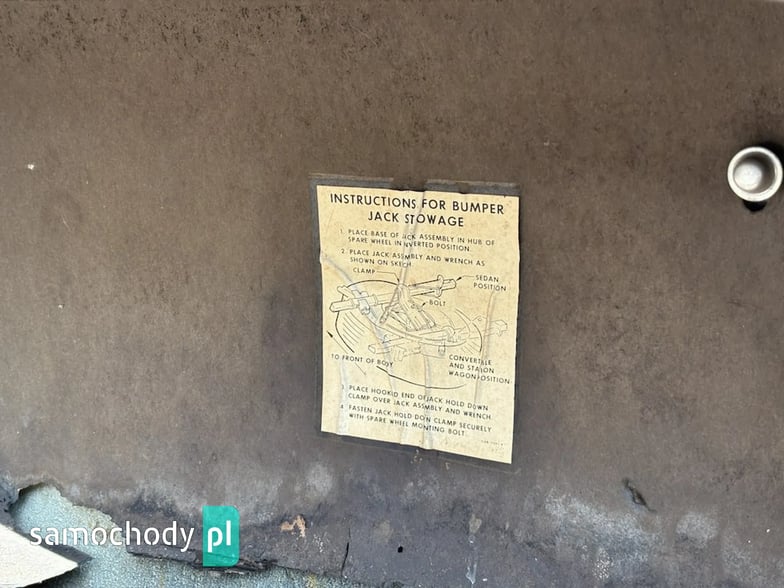 INSTRUCTIONS FOR BUMPER
JACK STOWAGE
1. PLACE BASE OF JACK ASSEMBLY IN HUB OF
SPARE WHEEL IN INVERTED POSITION.
2. PLACE JACK ASSEMBLY AND WRENCH AS
SHOWN ON SKECH
CLAMP
SEDAN
POSITION
BOLT
TO FRONT OF BODY
CONVERTIBLE
AND STATION
WAGON POSITION
3. PLACE HOOKED END OF JACK HOLD DOWN
CLAMP OVER JACK ASSMBLY AND WRENCH
4. FASTEN JACK HOLD DOWN CLAMP SECURELY
WITH SPARE WHEEL MOUNTING BOLT.
samochody pl